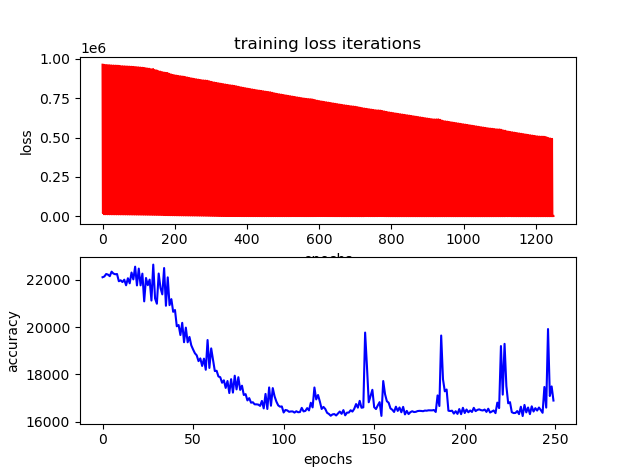 training loss iterations
1e6
1.00
0.75
0.50
0.25
0.00
loss
0 200 400 600 800 1000 1200
epochs
22000
20000
18000
16000
accuracy
0 50 100 150 200 250
epochs